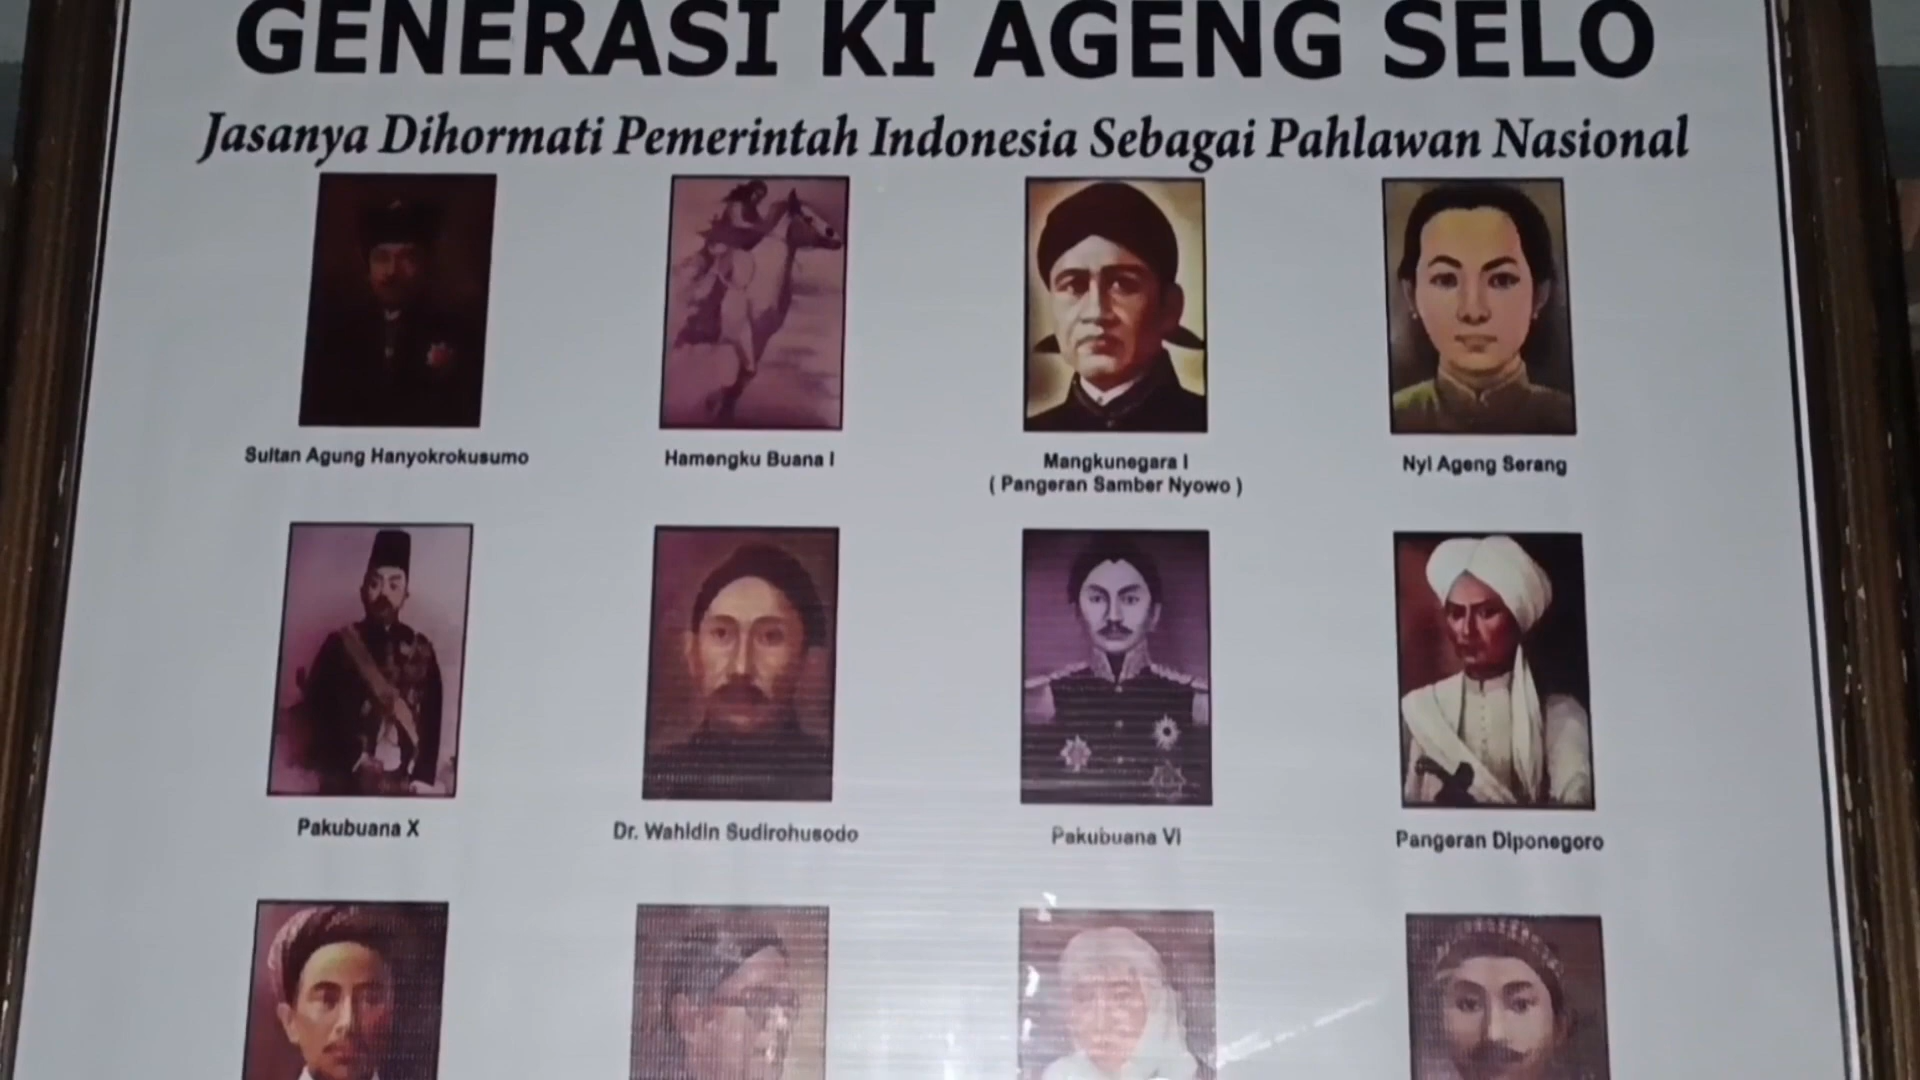 GENERASI KI AGENG SELO
Jasanya Dihormati Pemerintah Indonesia Sebagai Pahlawan Nasional
Sultan Agung Hanyokrokusumo
Hamengku Buana I
Mangkunegara I
( Pangeran Samber Nyowo )
Nyi Ageng Serang
Pakubuana X
Dr. Wahidin Sudirohusodo
Pakubuana VI
Pangeran Diponegoro